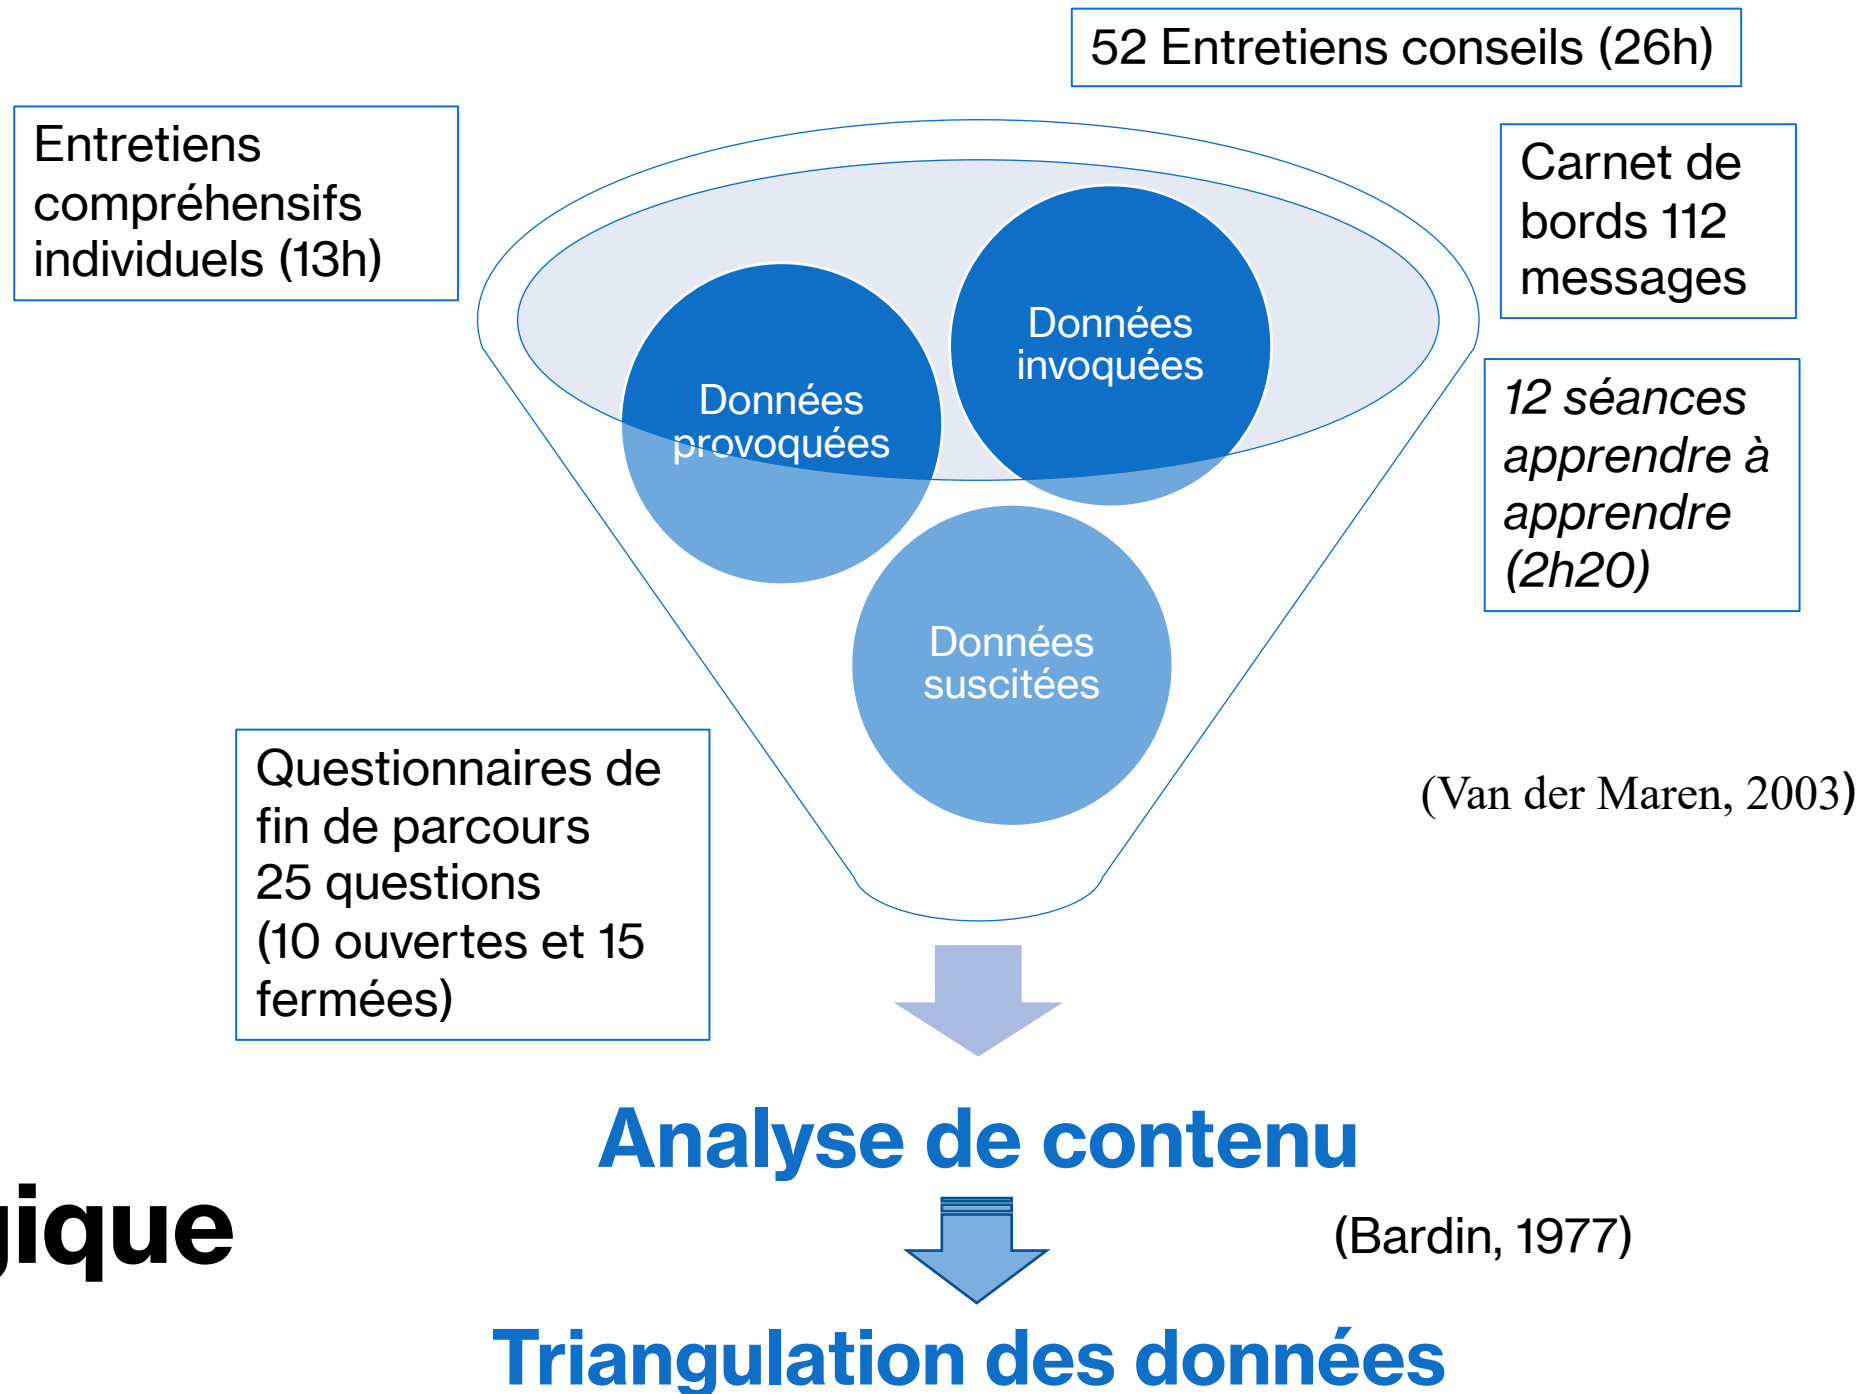 52 Entretiens conseils (26h)
Entretiens
compréhensifs
individuels (13h)
Carnet de
bords 112
messages
Données
invoquées
Données
provoquées
12 séances
apprendre à
apprendre
(2h20)
Données
suscitées
Questionnaires de
fin de parcours
25 questions
(10 ouvertes et 15
fermées)
(Van der Maren, 2003)
Analyse de contenu
gique
(Bardin, 1977)
Triangulation des données